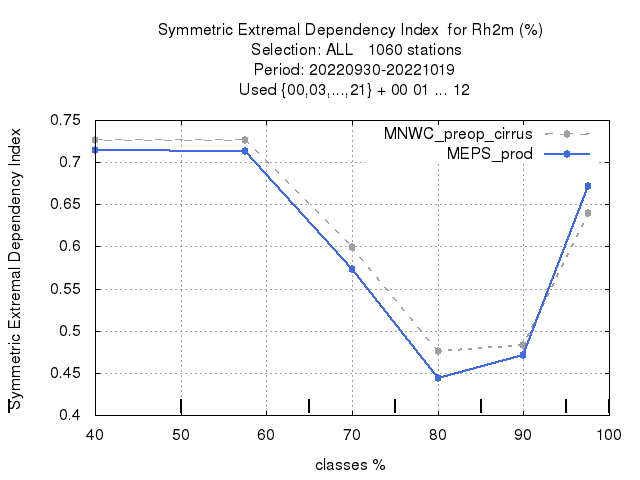 Symmetric Extremal Dependency Index  for Rh2m (%)
Selection: ALL   1060 stations
Period: 20220930-20221019
Used {00,03,...,21} + 00 01 ... 12
Symmetric Extremal Dependency Index
MNWC_preop_cirrus
MEPS_prod
0.75
0.7
0.65
0.6
0.55
0.5
0.45
0.4
40 50 60 70 80 90 100
classes %